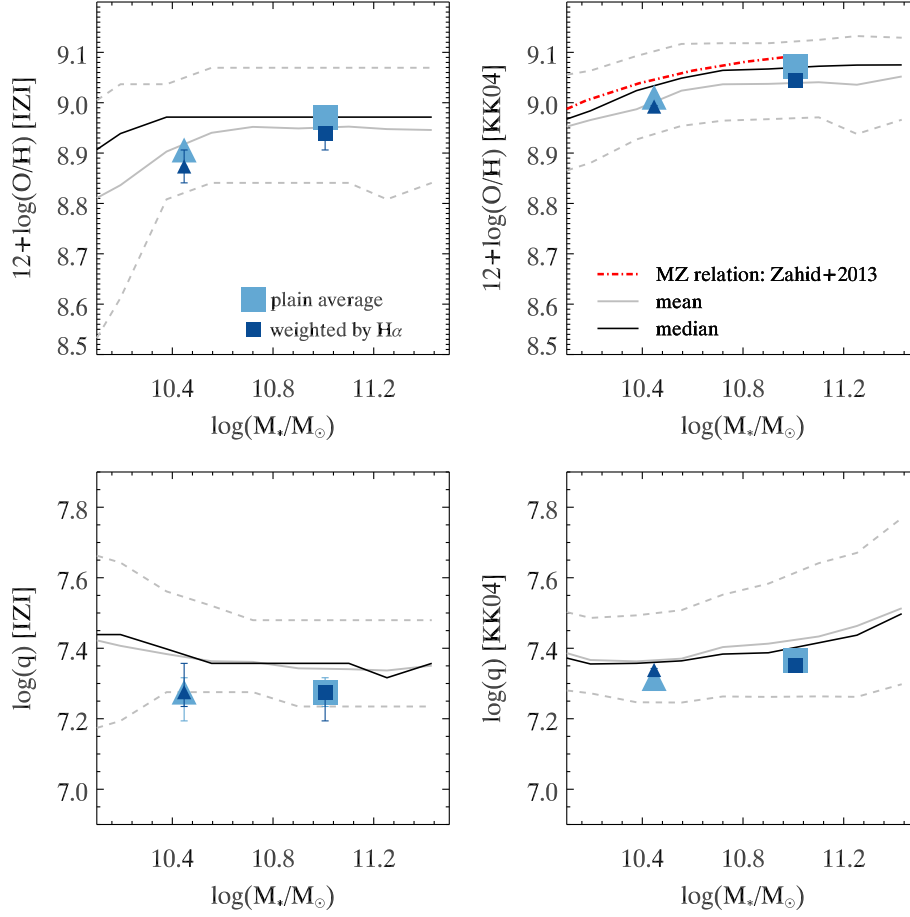 9.1
9.0
8.9
8.8
8.7
8.6
8.5
12+log(O/H) [IZI]
plain average
weighted by Hα
10.4 10.8 11.2
log(M*/M⊙)
9.1
9.0
8.9
8.8
8.7
8.6
8.5
12+log(O/H) [KK04]
MZ relation: Zahid+2013
mean
median
10.4 10.8 11.2
log(M*/M⊙)
7.8
7.6
7.4
7.2
7.0
log(q) [IZI]
10.4 10.8 11.2
log(M*/M⊙)
7.8
7.6
7.4
7.2
7.0
log(q) [KK04]
10.4 10.8 11.2
log(M*/M⊙)